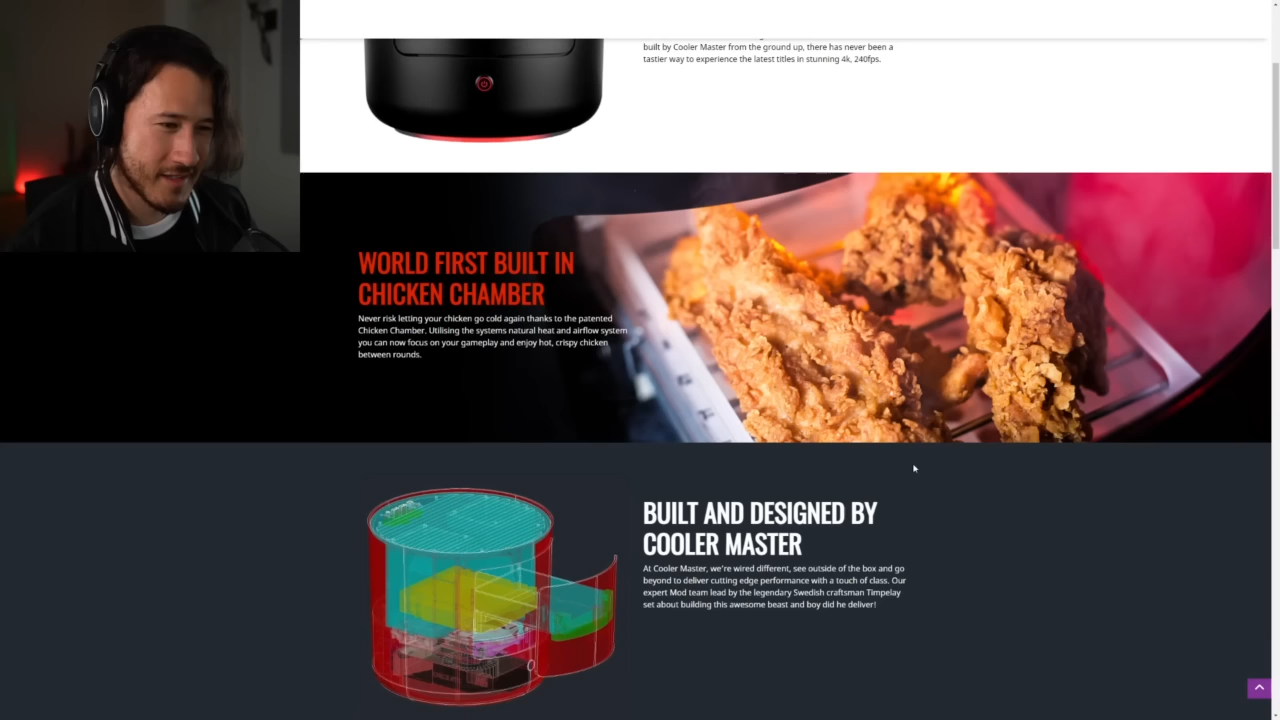 built by Cooler Master from the ground up, there has never been a
tastier way to experience the latest titles in stunning 4k, 240fps.
WORLD FIRST BUILT IN
CHICKEN CHAMBER
Never risk letting your chicken go cold again thanks to the patented
Chicken Chamber. Utilising the systems natural heat and airflow system
you can now focus on your gameplay and enjoy hot, crispy chicken
between rounds.
BUILT AND DESIGNED BY
COOLER MASTER
At Cooler Master, we're wired different, see outside of the box and go
beyond to deliver cutting edge performance with a touch of class. Our
expert Mod team lead by the legendary Swedish craftsman Timpelay
set about building this awesome beast and boy did he deliver!